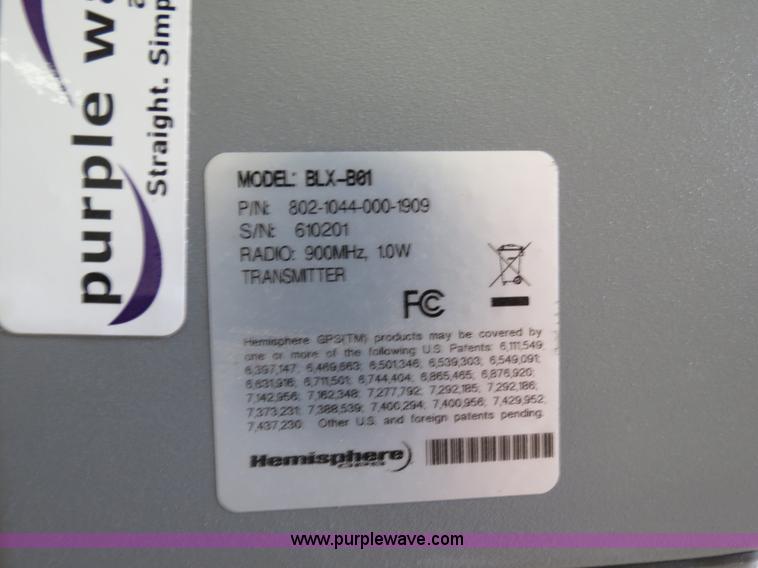 purple wa
Straight. Simp
MODEL: BLX-B01
P/N: 802-1044-000-1909
S/N: 610201
RADIO: 900MHz, 1.0W
TRANSMITTER
FC
Hemisphere GPS(TM) products may be covered by
one or more of the following U.S. Patents: 6,111,549
6,397,147; 6,469,663; 6,501,346; 6,539,303; 6,549,091;
6,631,916; 6,711,501; 6,744,404; 6,865,465; 6,876,920;
7,142,956; 7,162,348; 7,277,792; 7,292,185; 7,292,186;
7,373,231; 7,388,539; 7,400,294; 7,400,956; 7,429,952;
7,437,230; Other U.S. and foreign patents pending.
Hemisphere
GPS
www.purplewave.com